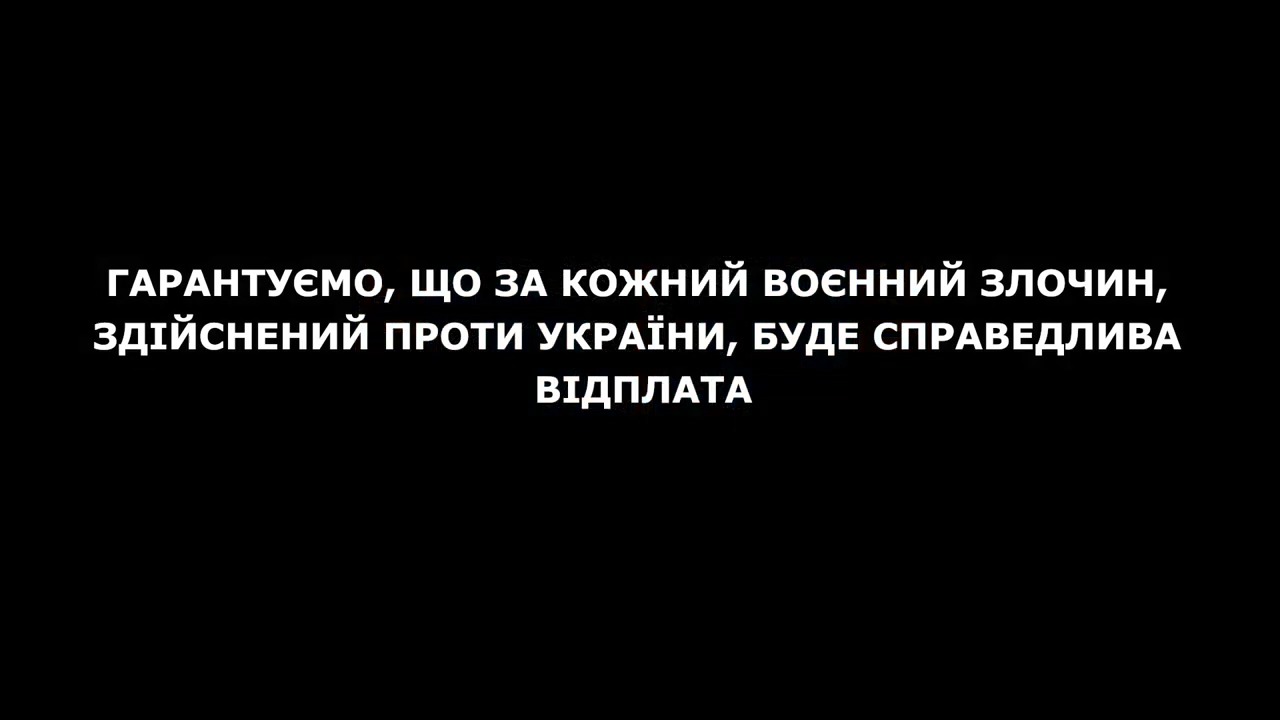 ГАРАНТУЄМО, ЩО ЗА КОЖНИЙ ВОЄННИЙ ЗЛОЧИН,
ЗДІЙСНЕНИЙ ПРОТИ УКРАЇНИ, БУДЕ СПРАВЕДЛИВА
ВІДПЛАТА